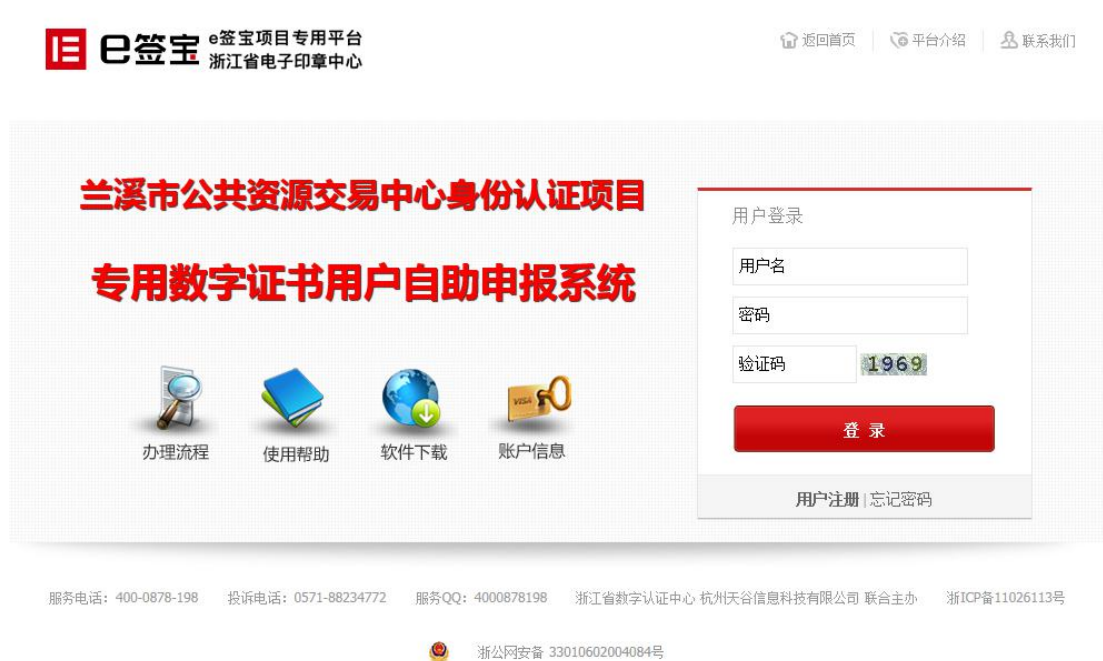 e签宝 e签宝项目专用平台
浙江省电子印章中心
返回首页 平台介绍 联系我们
兰溪市公共资源交易中心身份认证项目
专用数字证书用户自助申报系统
办理流程 使用帮助 软件下载 账户信息
VISA
用户登录
用户名
密码
验证码 1969
登 录
用户注册 | 忘记密码
服务电话：400-0878-198 投诉电话：0571-88234772 服务QQ：4000878198 浙江省数字认证中心 杭州天谷信息科技有限公司 联合主办 浙ICP备11026113号
浙公网安备 33010602004084号